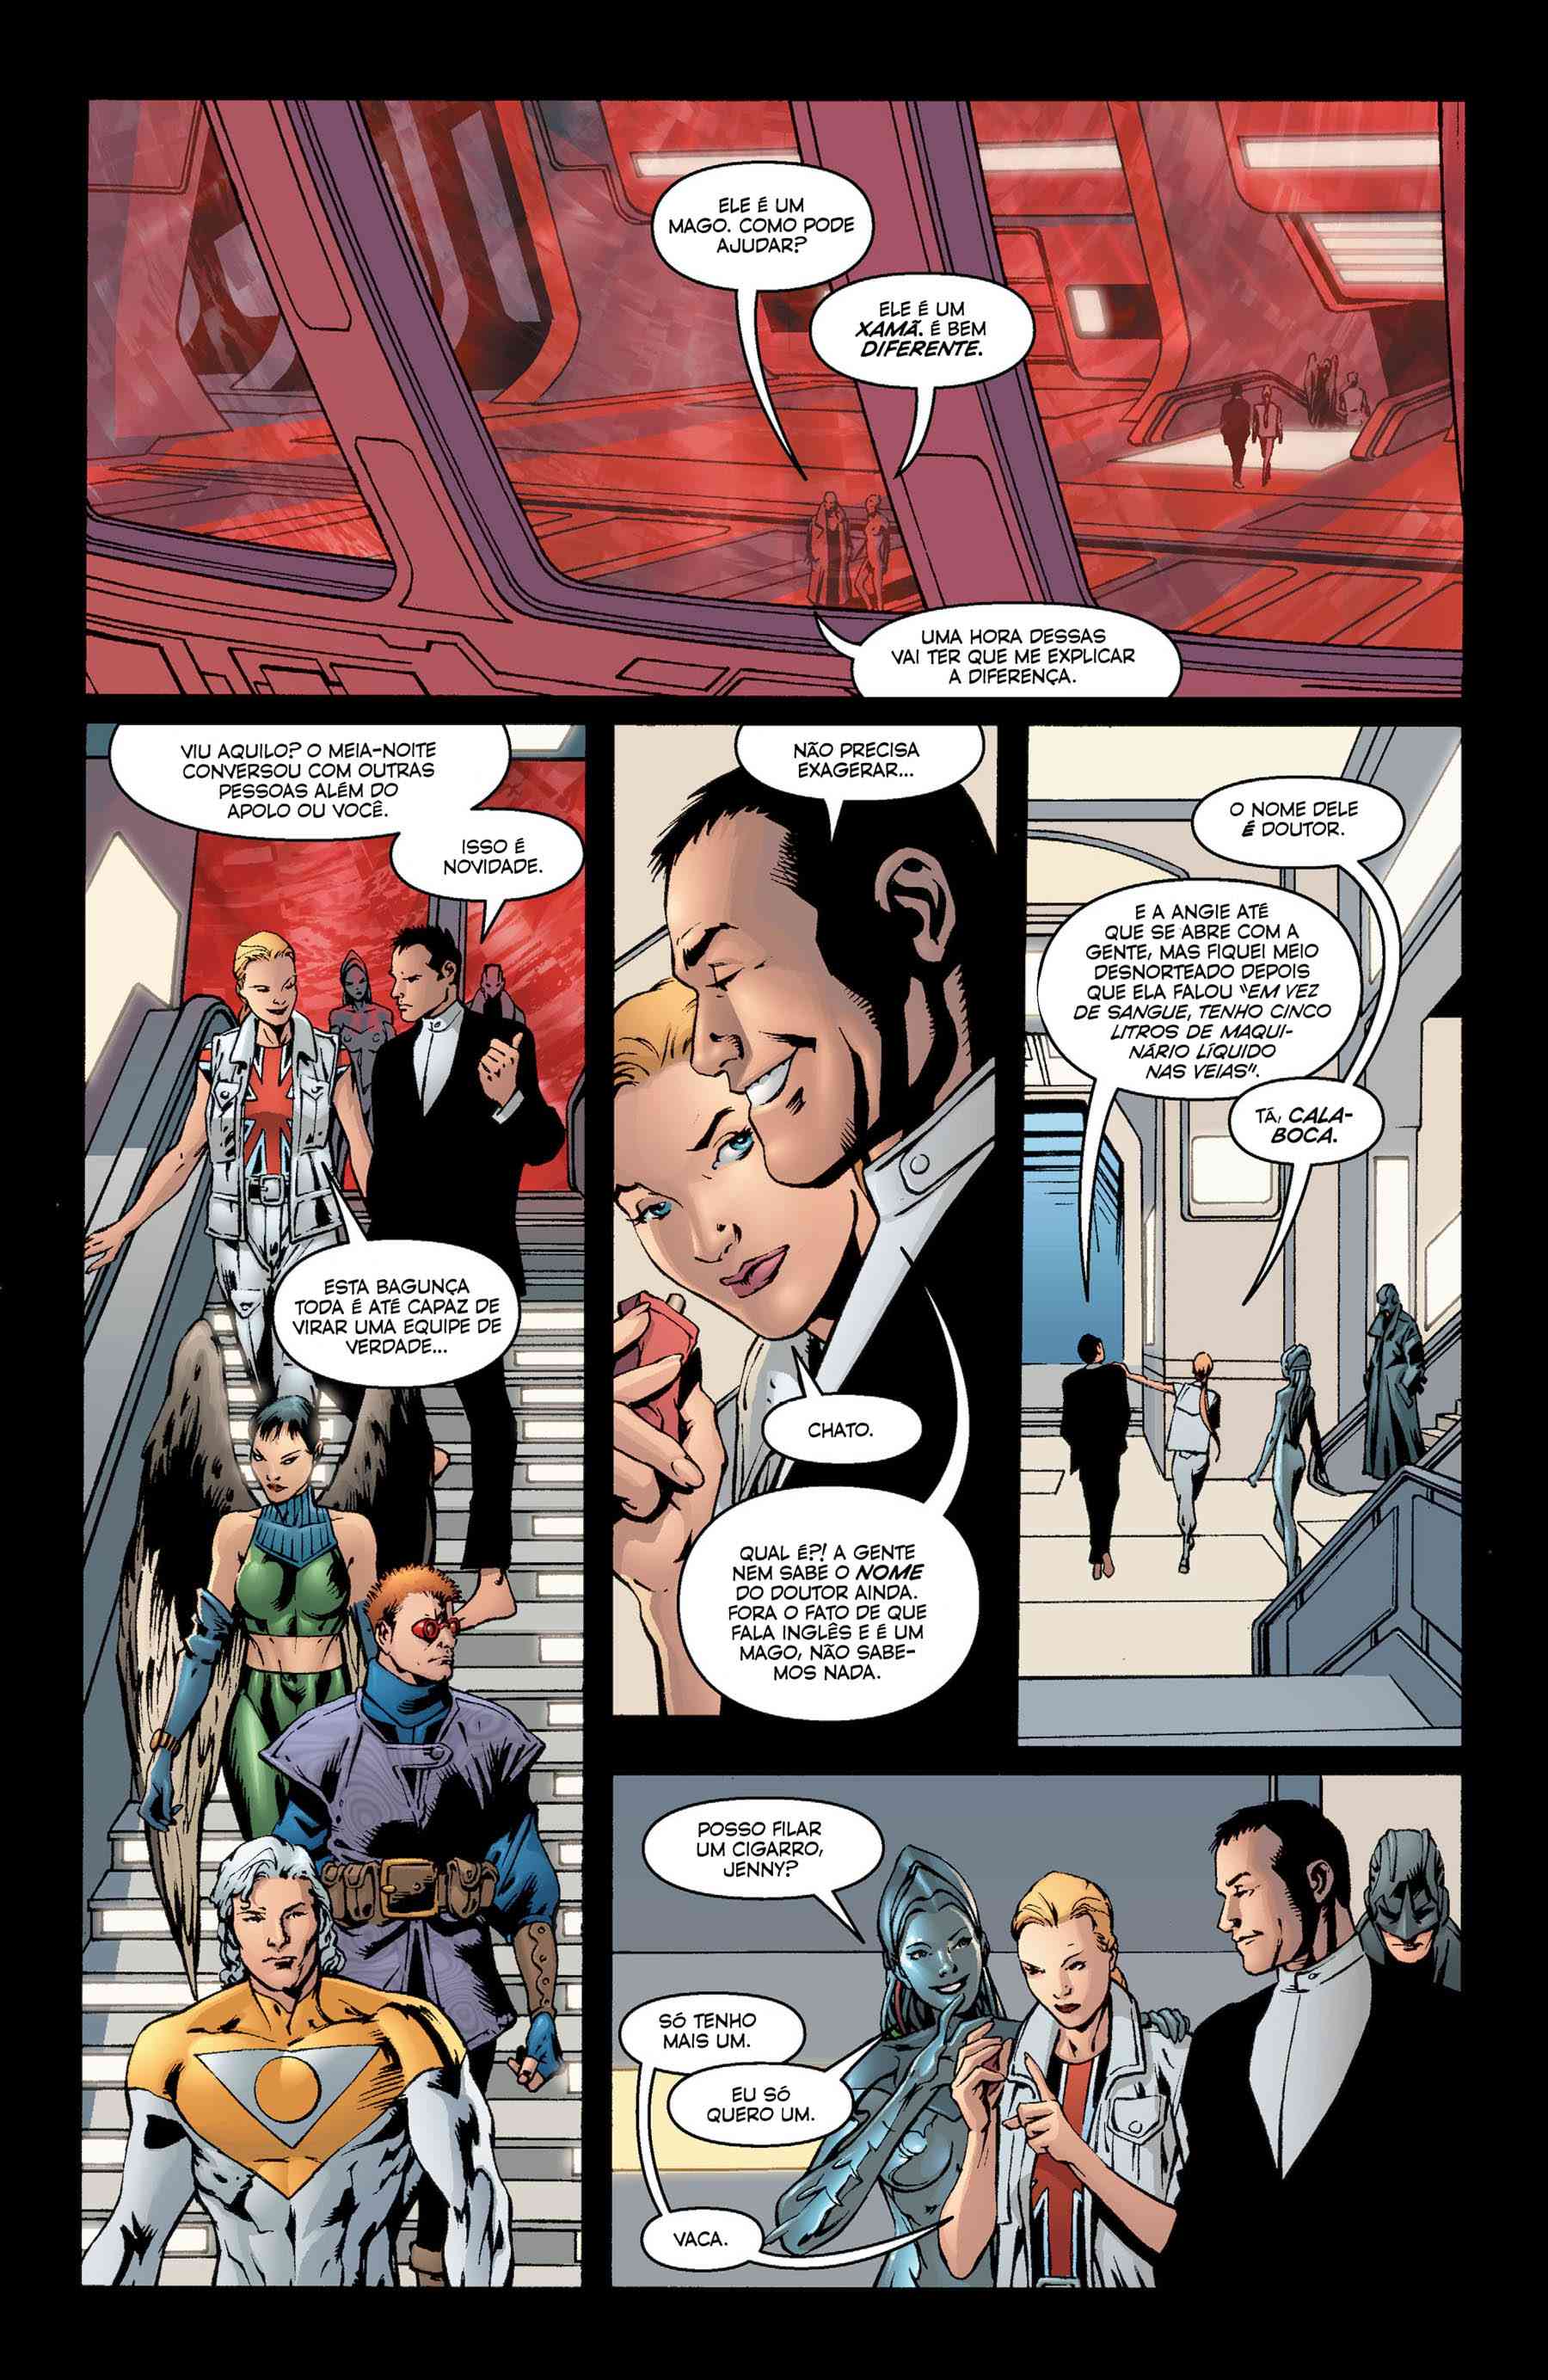 ELE É UM
MAGO. COMO PODE
AJUDAR?
ELE É UM
XAMÃ. É BEM
DIFERENTE.
UMA HORA DESSAS
VAI TER QUE ME EXPLICAR
A DIFERENÇA.
VIU AQUILO? O MEIA-NOITE
CONVERSOU COM OUTRAS
PESSOAS ALÉM DO
APOLO OU VOCÊ.
ISSO É
NOVIDADE.
ESTA BAGUNÇA
TODA É ATÉ CAPAZ DE
VIRAR UMA EQUIPE DE
VERDADE...
NÃO PRECISA
EXAGERAR...
CHATO.
QUAL É?! A GENTE
NEM SABE O NOME
DO DOUTOR AINDA.
FORA O FATO DE QUE
FALA INGLÊS E É UM
MAGO, NÃO SABE-
MOS NADA.
O NOME DELE
É DOUTOR.
E A ANGIE ATÉ
QUE SE ABRE COM A
GENTE, MAS FIQUEI MEIO
DESNORTEADO DEPOIS
QUE ELA FALOU "EM VEZ
DE SANGUE, TENHO CINCO
LITROS DE MAQUI-
NÁRIO LÍQUIDO
NAS VEIAS".
TÁ, CALA-
BOCA.
POSSO FILAR
UM CIGARRO,
JENNY?
SÓ TENHO
MAIS UM.
EU SÓ
QUERO UM.
VACA.